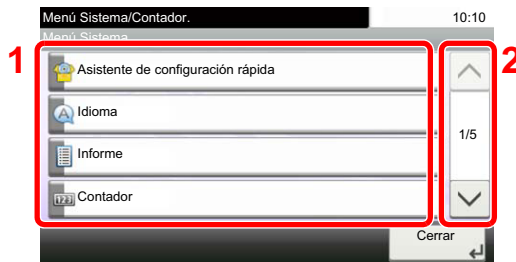 Menú Sistema/Contador.
10:10
Menú Sistema
1
2
Asistente de configuración rápida
Idioma
Informe
1/5
123 Contador
Cerrar